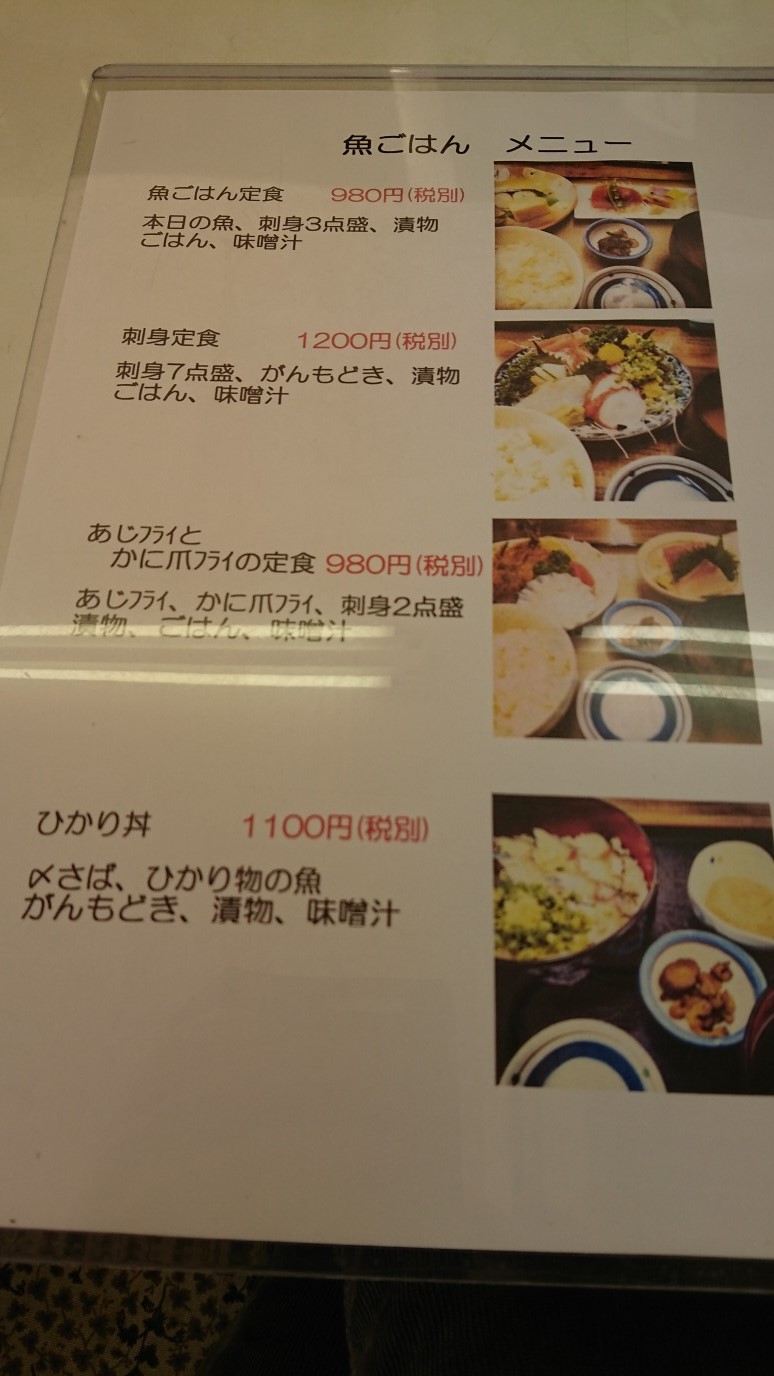 魚ごはん　メニュー
魚ごはん定食　980円(税別)
本日の魚、刺身3点盛、漬物
ごはん、味噌汁
刺身定食　1200円(税別)
刺身7点盛、がんもどき、漬物
ごはん、味噌汁
あじﾌﾗｲと
かに爪ﾌﾗｲの定食 980円(税別)
あじﾌﾗｲ、かに爪ﾌﾗｲ、刺身2点盛
漬物、ごはん、味噌汁
ひかり丼　1100円(税別)
〆さば、ひかり物の魚
がんもどき、漬物、味噌汁